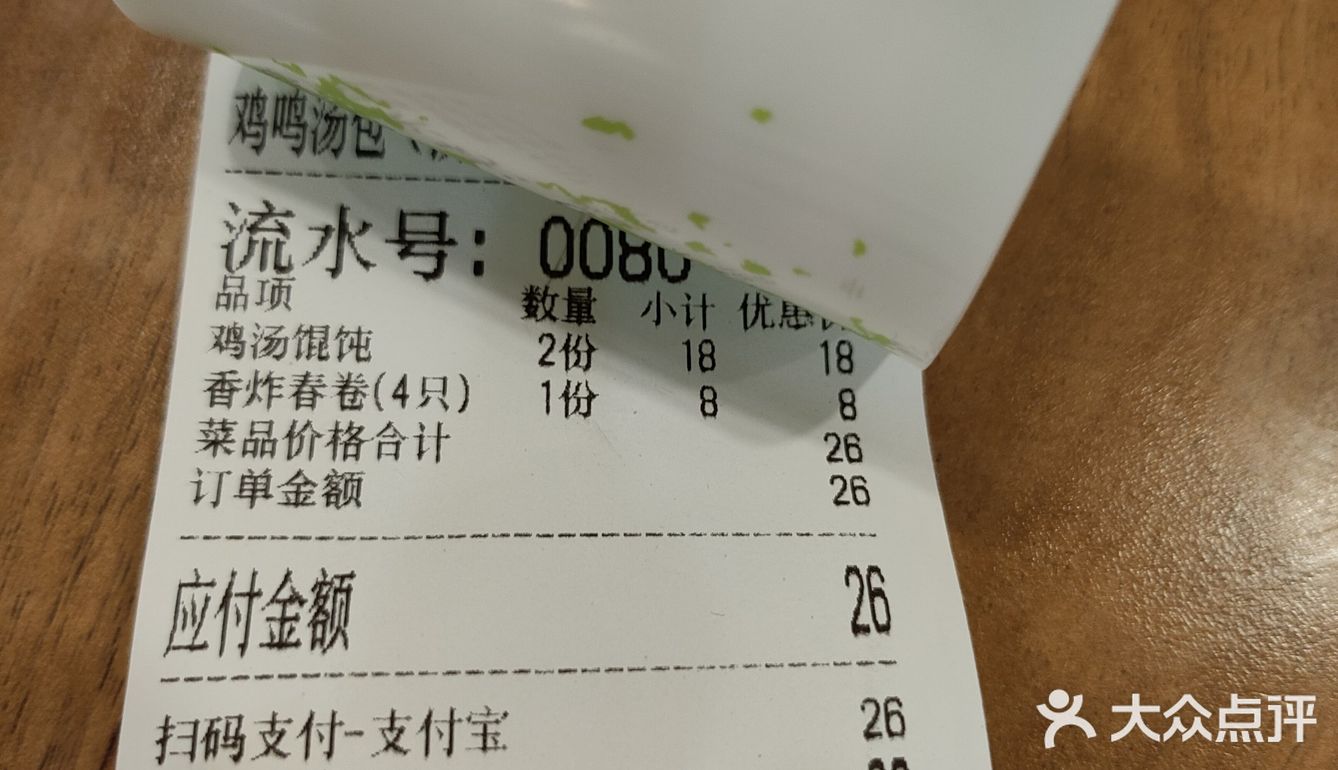 鸡鸣汤包
流水号: 0080
品项 数量 小计 优惠
鸡汤馄饨 2份 18 18
香炸春卷(4只) 1份 8 8
菜品价格合计 26
订单金额 26
应付金额 26
扫码支付-支付宝 26
大众点评